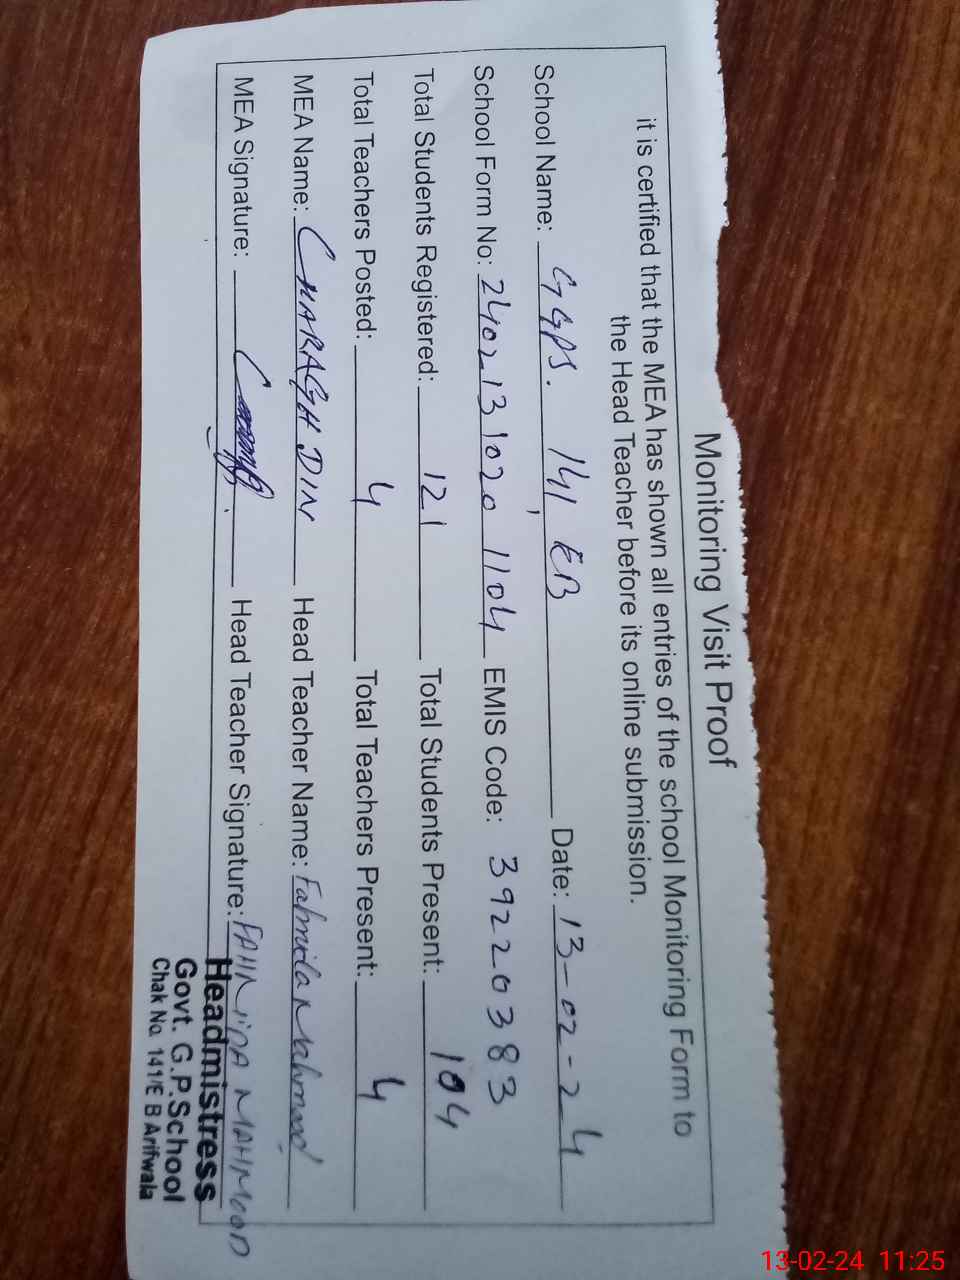 Monitoring Visit Proof
it is certified that the MEA has shown all entries of the school Monitoring Form to
the Head Teacher before its online submission.
School Name: GGPS. 141 EB Date: 13-02-24
School Form No: 2402131020 1104 EMIS Code: 39220383
Total Students Registered: 121 Total Students Present: 104
Total Teachers Posted: 4 Total Teachers Present: 4
MEA Name: CHARAGH DIN Head Teacher Name: Fahmida Mahmood
MEA Signature: Head Teacher Signature: FAHMIDA MAHMOOD
Headmistress
Govt. G.P.School
Chak No. 141/E B Arifwala
13-02-24 11:25